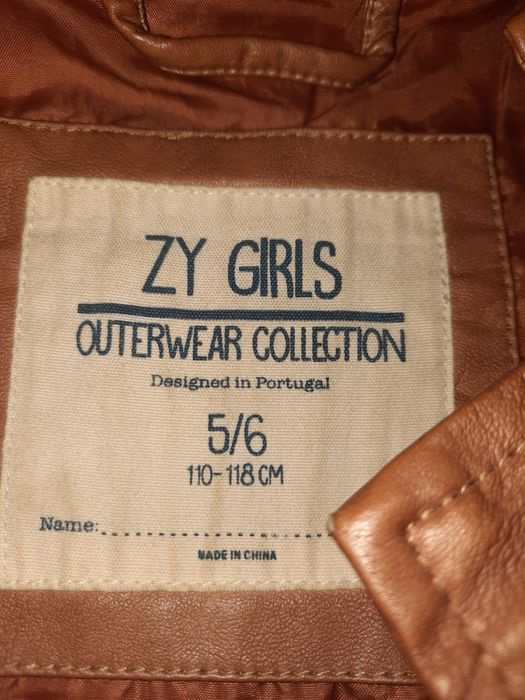 ZY GIRLS
OUTERWEAR COLLECTION
Designed in Portugal
5/6
110-118 CM
Name:
MADE IN CHINA